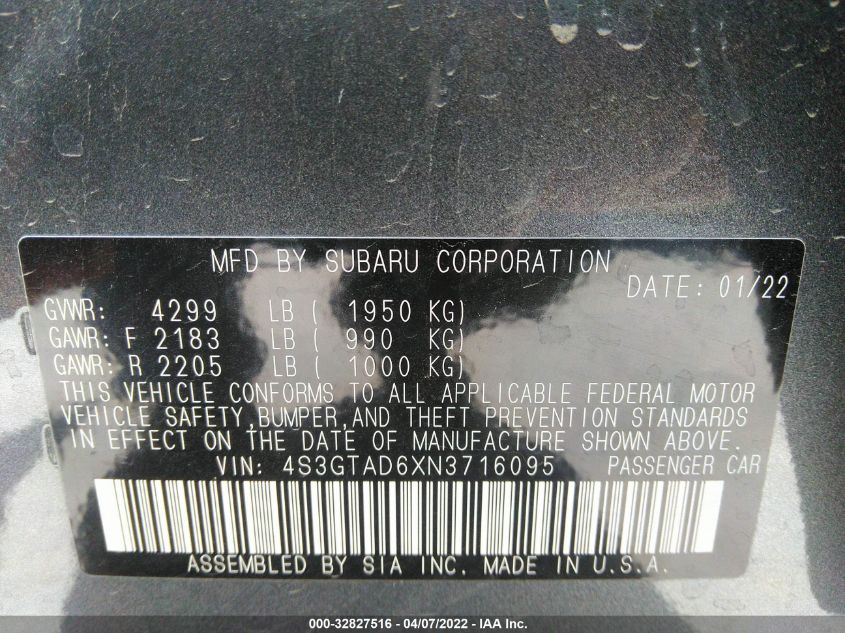 MFD BY SUBARU CORPORATION
DATE: 01/22
GVWR: 4299 LB ( 1950 KG)
GAWR: F 2183 LB ( 990 KG)
GAWR: R 2205 LB ( 1000 KG)
THIS VEHICLE CONFORMS TO ALL APPLICABLE FEDERAL MOTOR
VEHICLE SAFETY,BUMPER,AND THEFT PREVENTION STANDARDS
IN EFFECT ON THE DATE OF MANUFACTURE SHOWN ABOVE.
VIN: 4S3GTAD6XN3716095 PASSENGER CAR
ASSEMBLED BY SIA INC. MADE IN U.S.A.
000-32827516 - 04/07/2022 - IAA Inc.